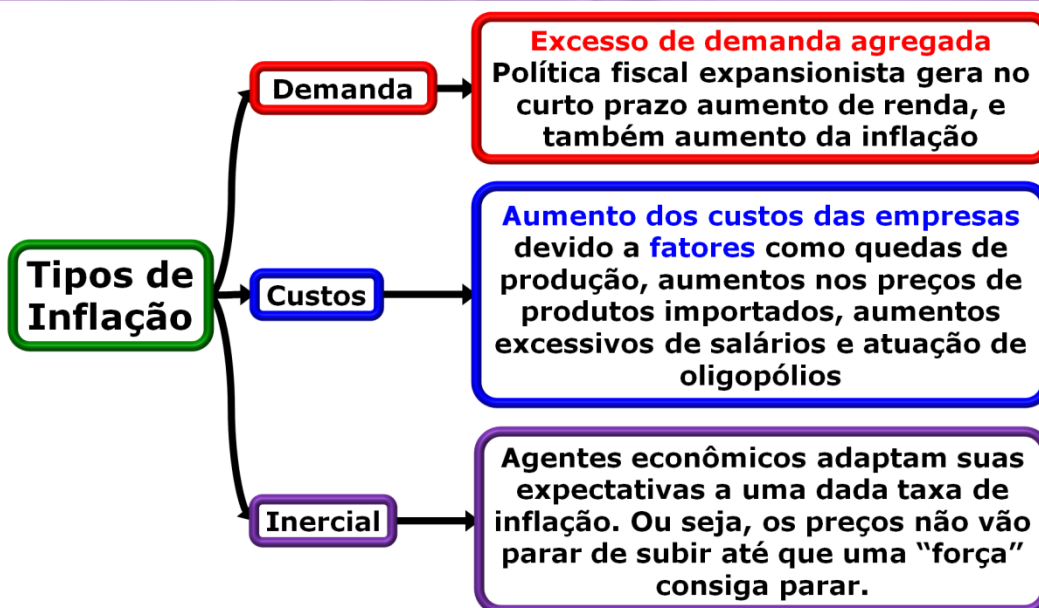 Excesso de demanda agregada
Política fiscal expansionista gera no
curto prazo aumento de renda, e
também aumento da inflação
Demanda
Aumento dos custos das empresas
devido a fatores como quedas de
produção, aumentos nos preços de
produtos importados, aumentos
excessivos de salários e atuação de
oligopólios
Tipos de
Inflação
Custos
Agentes econômicos adaptam suas
expectativas a uma dada taxa de
inflação. Ou seja, os preços não vão
parar de subir até que uma “força”
consiga parar.
Inercial